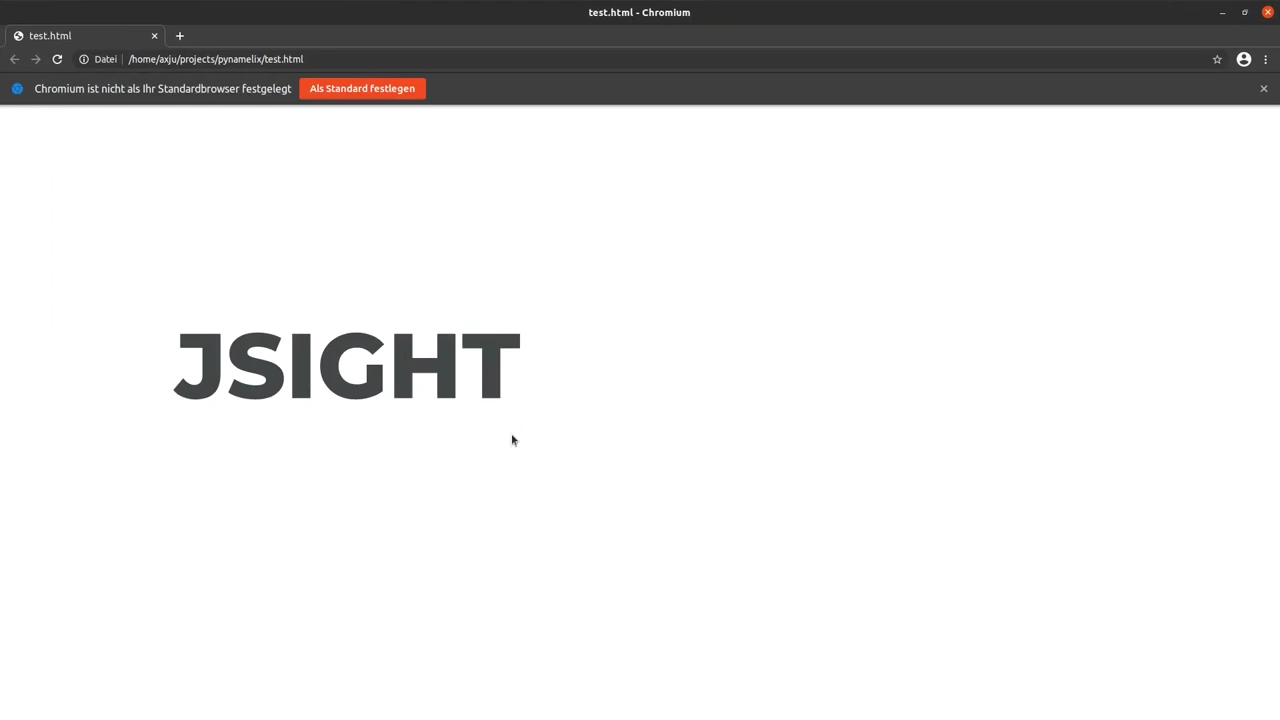 test.html - Chromium
test.html
Datei /home/axju/projects/pynamelix/test.html
Chromium ist nicht als Ihr Standardbrowser festgelegt Als Standard festlegen
JSIGHT